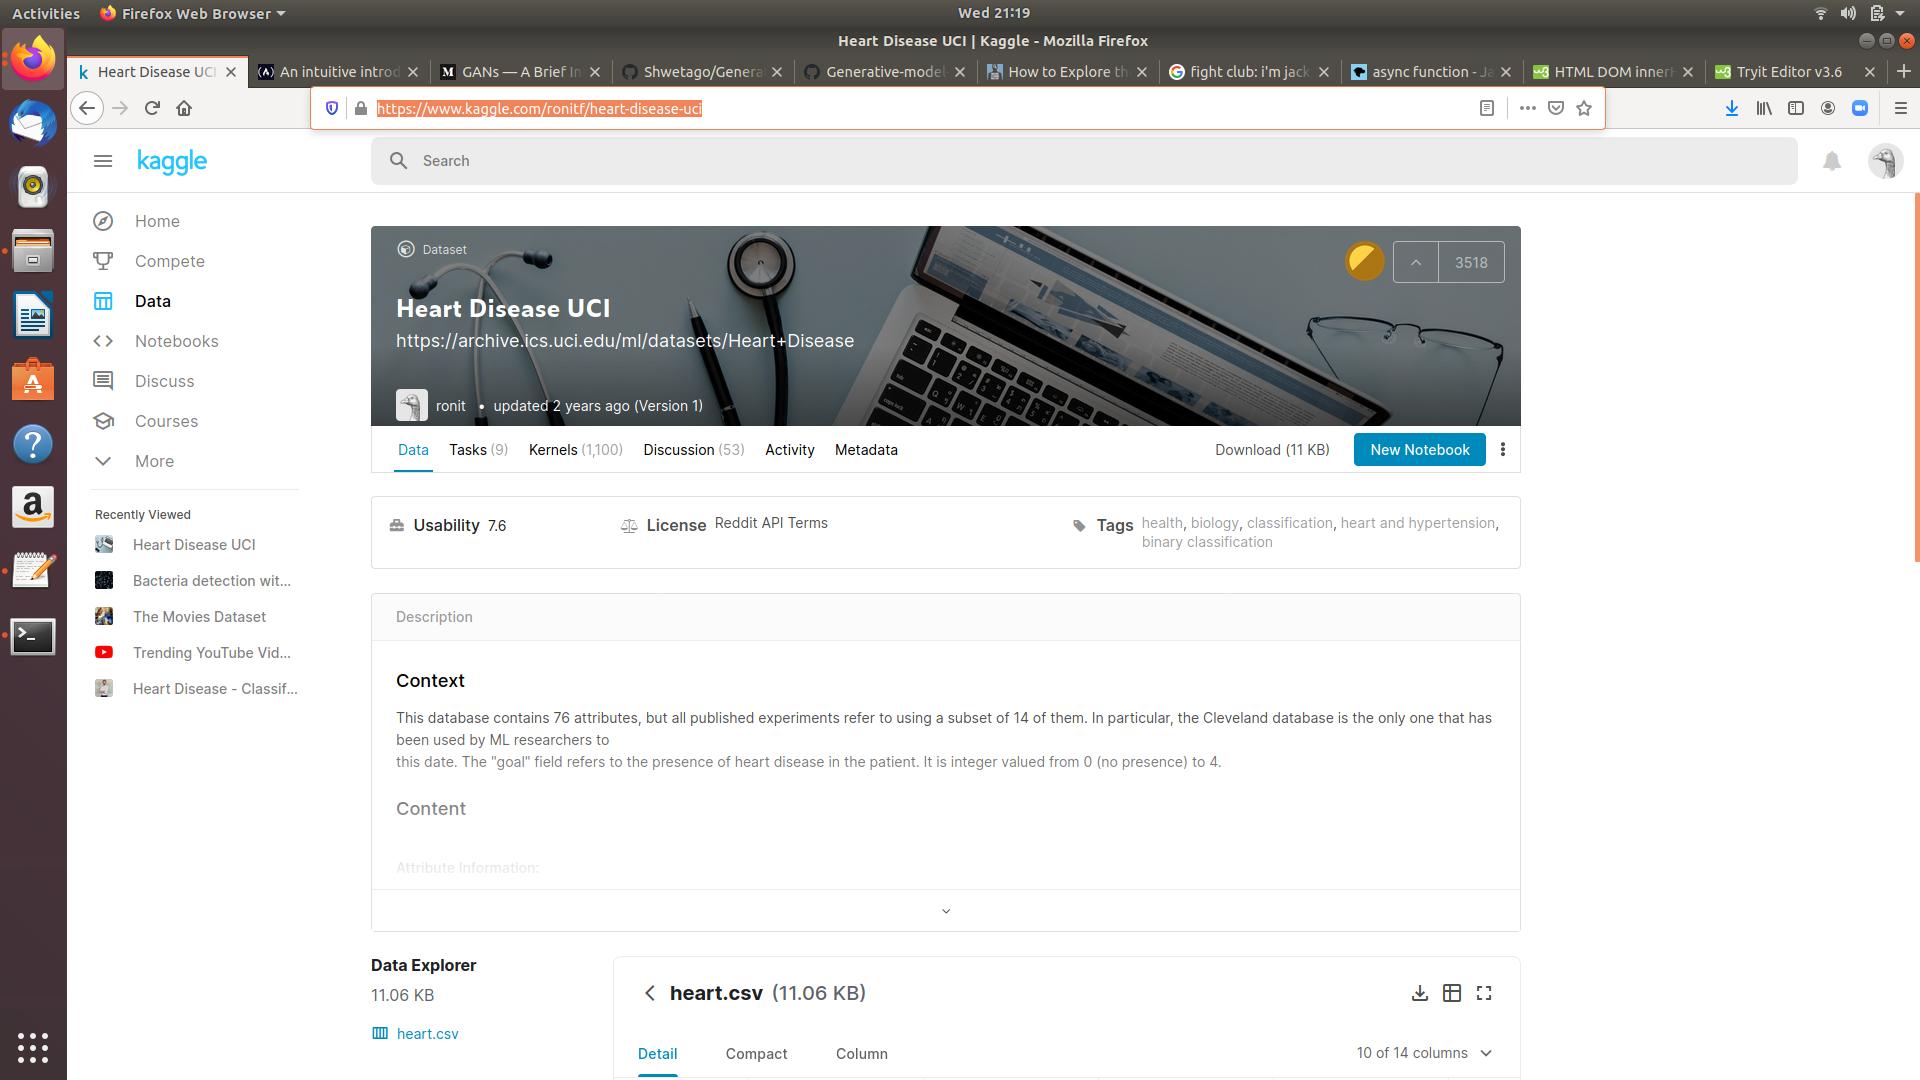 Activities
Firefox Web Browser
Wed 21:19
Heart Disease UCI | Kaggle - Mozilla Firefox
Heart Disease UCI
An intuitive introd
GANs — A Brief In
Shwetago/Genera
Generative-model
How to Explore th
fight club: i'm jack
async function - Ja
HTML DOM innerH
Tryit Editor v3.6
https://www.kaggle.com/ronitf/heart-disease-uci
kaggle
Search
Home
Compete
Data
Notebooks
Discuss
Courses
More
Recently Viewed
Heart Disease UCI
Bacteria detection wit...
The Movies Dataset
Trending YouTube Vid...
Heart Disease - Classif...
Dataset
3518
Heart Disease UCI
https://archive.ics.uci.edu/ml/datasets/Heart+Disease
ronit • updated 2 years ago (Version 1)
Data Tasks (9) Kernels (1,100) Discussion (53) Activity Metadata Download (11 KB) New Notebook
Usability 7.6 License Reddit API Terms Tags health, biology, classification, heart and hypertension,
binary classification
Description
Context
This database contains 76 attributes, but all published experiments refer to using a subset of 14 of them. In particular, the Cleveland database is the only one that has
been used by ML researchers to
this date. The "goal" field refers to the presence of heart disease in the patient. It is integer valued from 0 (no presence) to 4.
Content
Attribute Information:
Data Explorer
11.06 KB
heart.csv
heart.csv (11.06 KB)
Detail Compact Column 10 of 14 columns